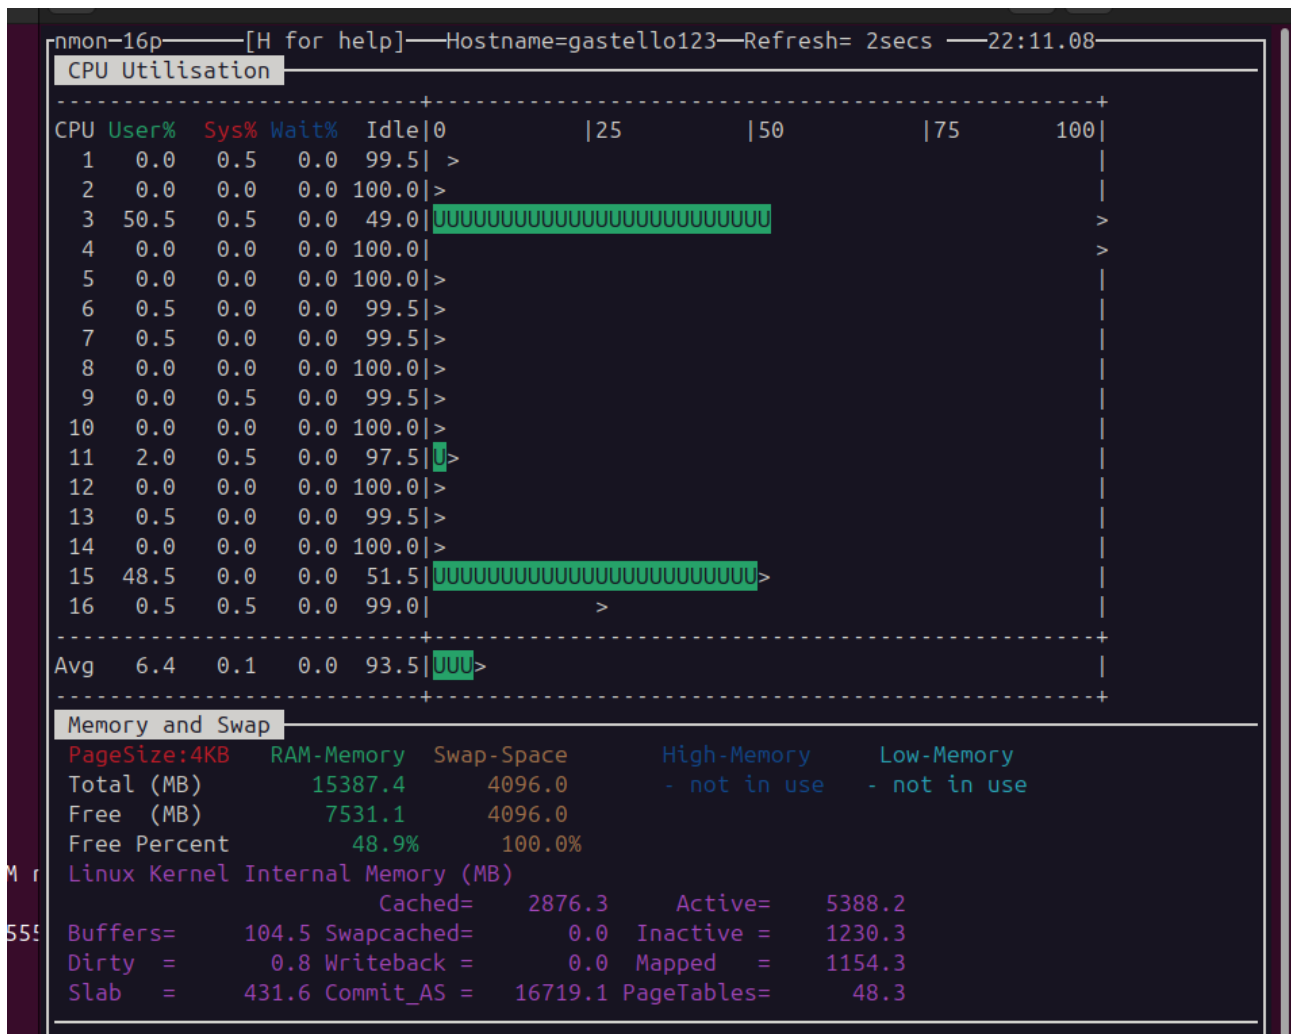 nmon-16p [H for help] Hostname=gastello123 Refresh= 2secs 22:11.08
CPU Utilisation
---------------------------+--------------------------------------------------+
CPU User%  Sys% Wait%  Idle|0          |25         |50          |75       100|
  1   0.0   0.5   0.0  99.5| >                                                |
  2   0.0   0.0   0.0 100.0|>                                                 |
  3  50.5   0.5   0.0  49.0|UUUUUUUUUUUUUUUUUUUUUUUUU                         >
  4   0.0   0.0   0.0 100.0|                                                  >
  5   0.0   0.0   0.0 100.0|>                                                 |
  6   0.5   0.0   0.0  99.5|>                                                 |
  7   0.5   0.0   0.0  99.5|>                                                 |
  8   0.0   0.0   0.0 100.0|>                                                 |
  9   0.0   0.5   0.0  99.5|>                                                 |
 10   0.0   0.0   0.0 100.0|>                                                 |
 11   2.0   0.5   0.0  97.5|U>                                                |
 12   0.0   0.0   0.0 100.0|>                                                 |
 13   0.5   0.0   0.0  99.5|>                                                 |
 14   0.0   0.0   0.0 100.0|>                                                 |
 15  48.5   0.0   0.0  51.5|UUUUUUUUUUUUUUUUUUUUUUUU>                         |
 16   0.5   0.5   0.0  99.0|            >                                     |
---------------------------+--------------------------------------------------+
Avg   6.4   0.1   0.0  93.5|UUU>                                              |
---------------------------+--------------------------------------------------+
Memory and Swap
PageSize:4KB   RAM-Memory  Swap-Space       High-Memory     Low-Memory
Total (MB)        15387.4      4096.0       - not in use   - not in use
Free  (MB)         7531.1      4096.0
Free Percent         48.9%      100.0%
Linux Kernel Internal Memory (MB)
                       Cached=    2876.3     Active=    5388.2
Buffers=     104.5 Swapcached=       0.0  Inactive =    1230.3
Dirty  =       0.8 Writeback =       0.0  Mapped   =    1154.3
Slab   =     431.6 Commit_AS =   16719.1 PageTables=      48.3